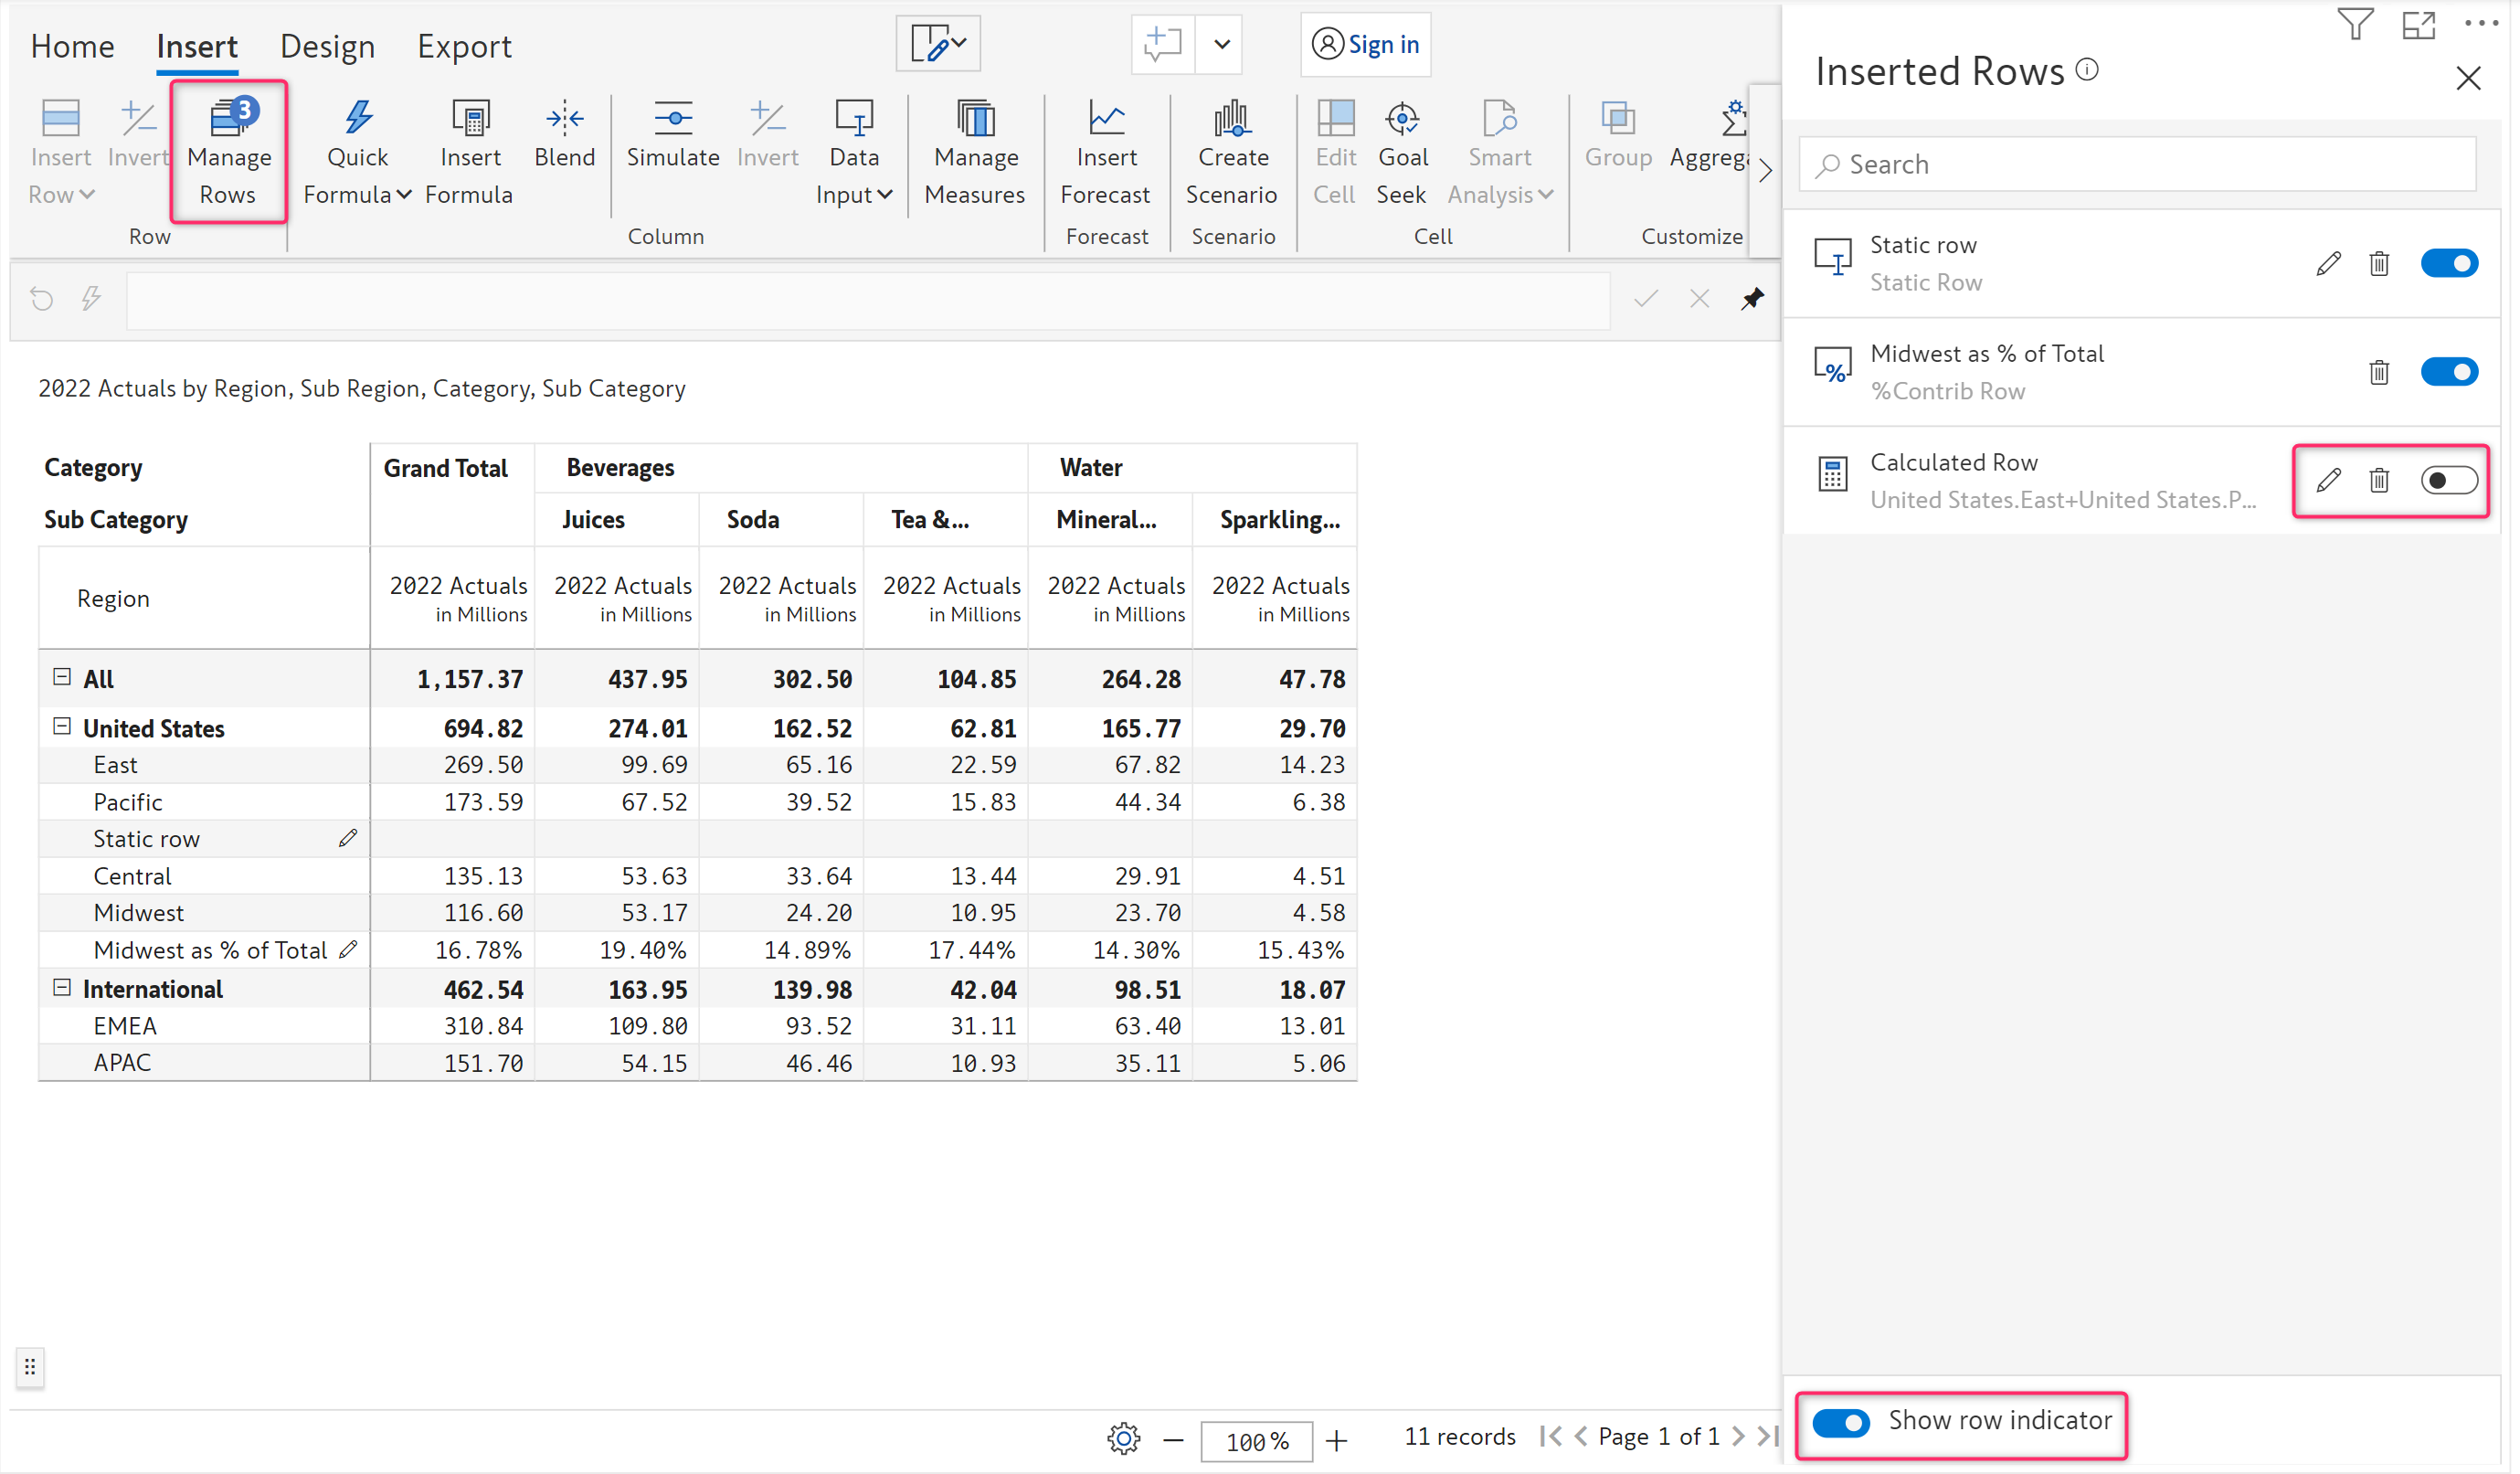 Home Insert Design Export Sign in
3
Insert Row Invert Manage Rows Quick Formula Insert Formula Blend Simulate Invert Data Input Manage Measures Insert Forecast Create Scenario Edit Cell Goal Seek Smart Analysis Group
Row Column Forecast Scenario Cell Customize
2022 Actuals by Region, Sub Region, Category, Sub Category
Category Grand Total Beverages Water
Sub Category Juices Soda Tea &... Mineral... Sparkling...
Region 2022 Actuals 2022 Actuals 2022 Actuals 2022 Actuals 2022 Actuals 2022 Actuals
in Millions in Millions in Millions in Millions in Millions in Millions
All 1,157.37 437.95 302.50 104.85 264.28 47.78
United States 694.82 274.01 162.52 62.81 165.77 29.70
East 269.50 99.69 65.16 22.59 67.82 14.23
Pacific 173.59 67.52 39.52 15.83 44.34 6.38
Static row
Central 135.13 53.63 33.64 13.44 29.91 4.51
Midwest 116.60 53.17 24.20 10.95 23.70 4.58
Midwest as % of Total 16.78% 19.40% 14.89% 17.44% 14.30% 15.43%
International 462.54 163.95 139.98 42.04 98.51 18.07
EMEA 310.84 109.80 93.52 31.11 63.40 13.01
APAC 151.70 54.15 46.46 10.93 35.11 5.06
100 % 11 records Page 1 of 1
Inserted Rows
Search
Static row
Static Row
Midwest as % of Total
%Contrib Row
Calculated Row
United States.East+United States.P...
Show row indicator